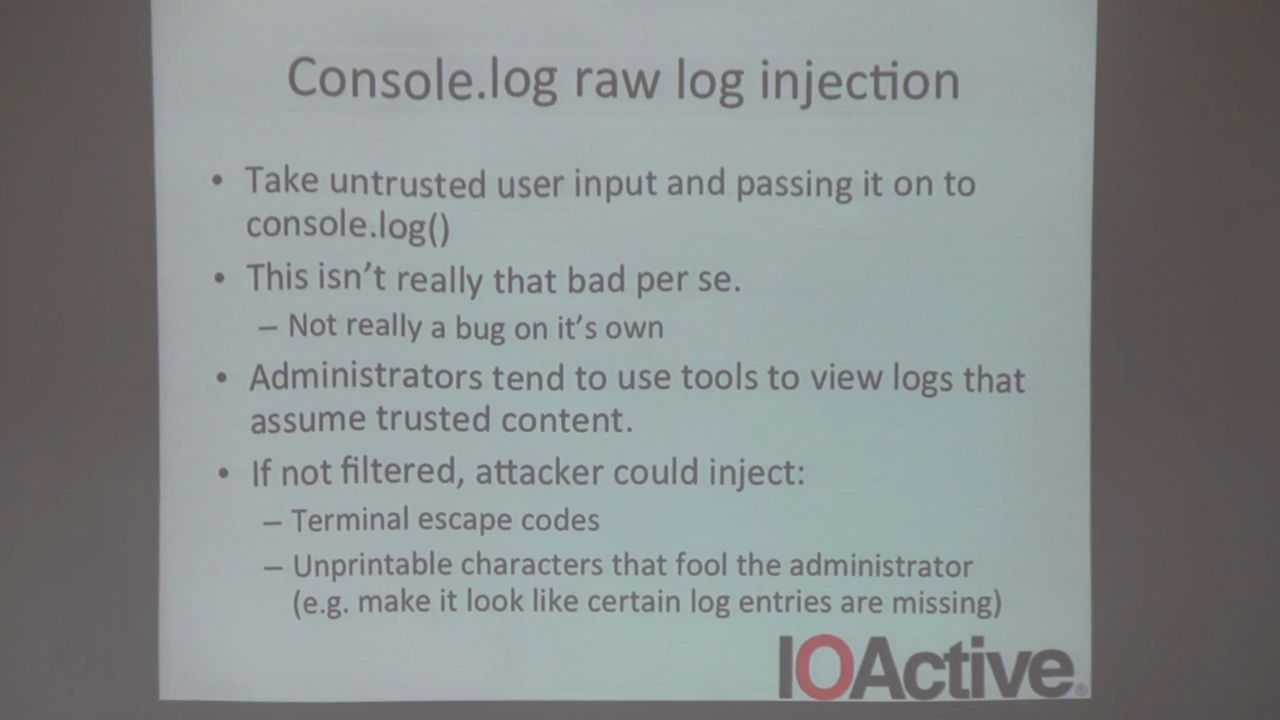 Console.log raw log injection
• Take untrusted user input and passing it on to
console.log()
• This isn't really that bad per se.
– Not really a bug on it's own
• Administrators tend to use tools to view logs that
assume trusted content.
• If not filtered, attacker could inject:
– Terminal escape codes
– Unprintable characters that fool the administrator
(e.g. make it look like certain log entries are missing)
IOActive®